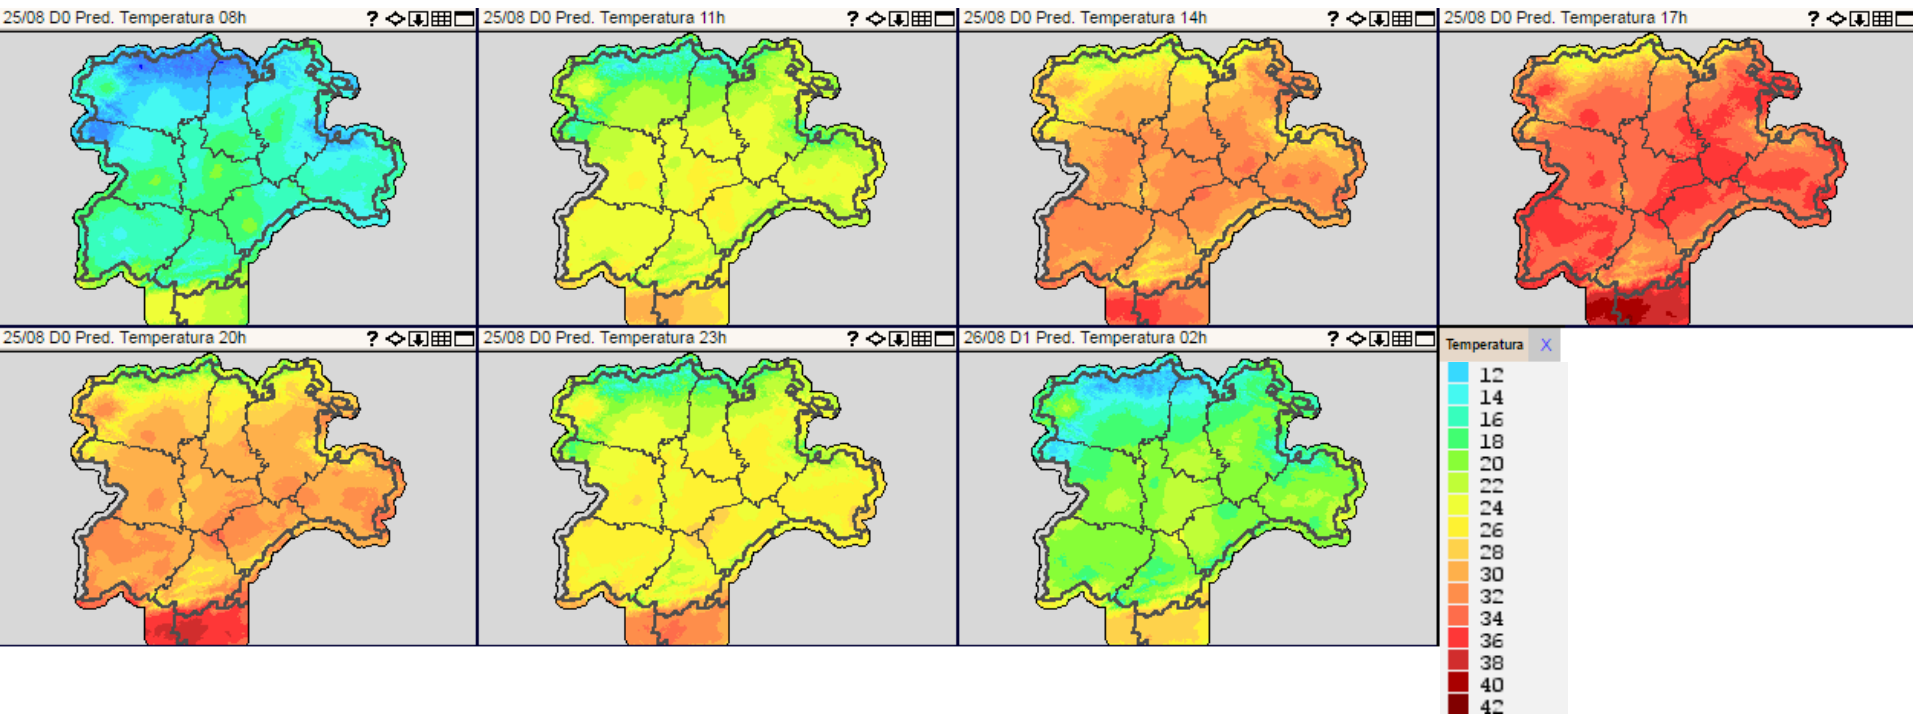 25/08 D0 Pred. Temperatura 08h ?
25/08 D0 Pred. Temperatura 11h ?
25/08 D0 Pred. Temperatura 14h ?
25/08 D0 Pred. Temperatura 17h ?
25/08 D0 Pred. Temperatura 20h ?
25/08 D0 Pred. Temperatura 23h ?
26/08 D1 Pred. Temperatura 02h ?
Temperatura X
12
14
16
18
20
22
24
26
28
30
32
34
36
38
40
42